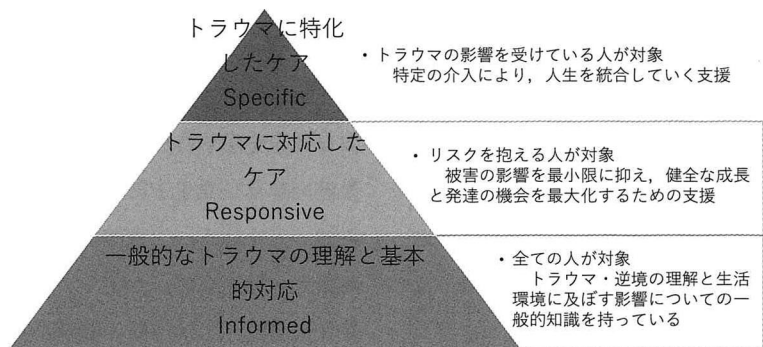 トラウマに特化
したケア
Specific
・トラウマの影響を受けている人が対象
特定の介入により，人生を統合していく支援
トラウマに対応した
ケア
Responsive
・リスクを抱える人が対象
被害の影響を最小限に抑え，健全な成長
と発達の機会を最大化するための支援
一般的なトラウマの理解と基本
的対応
Informed
・全ての人が対象
トラウマ・逆境の理解と生活
環境に及ぼす影響についての一
般的知識を持っている